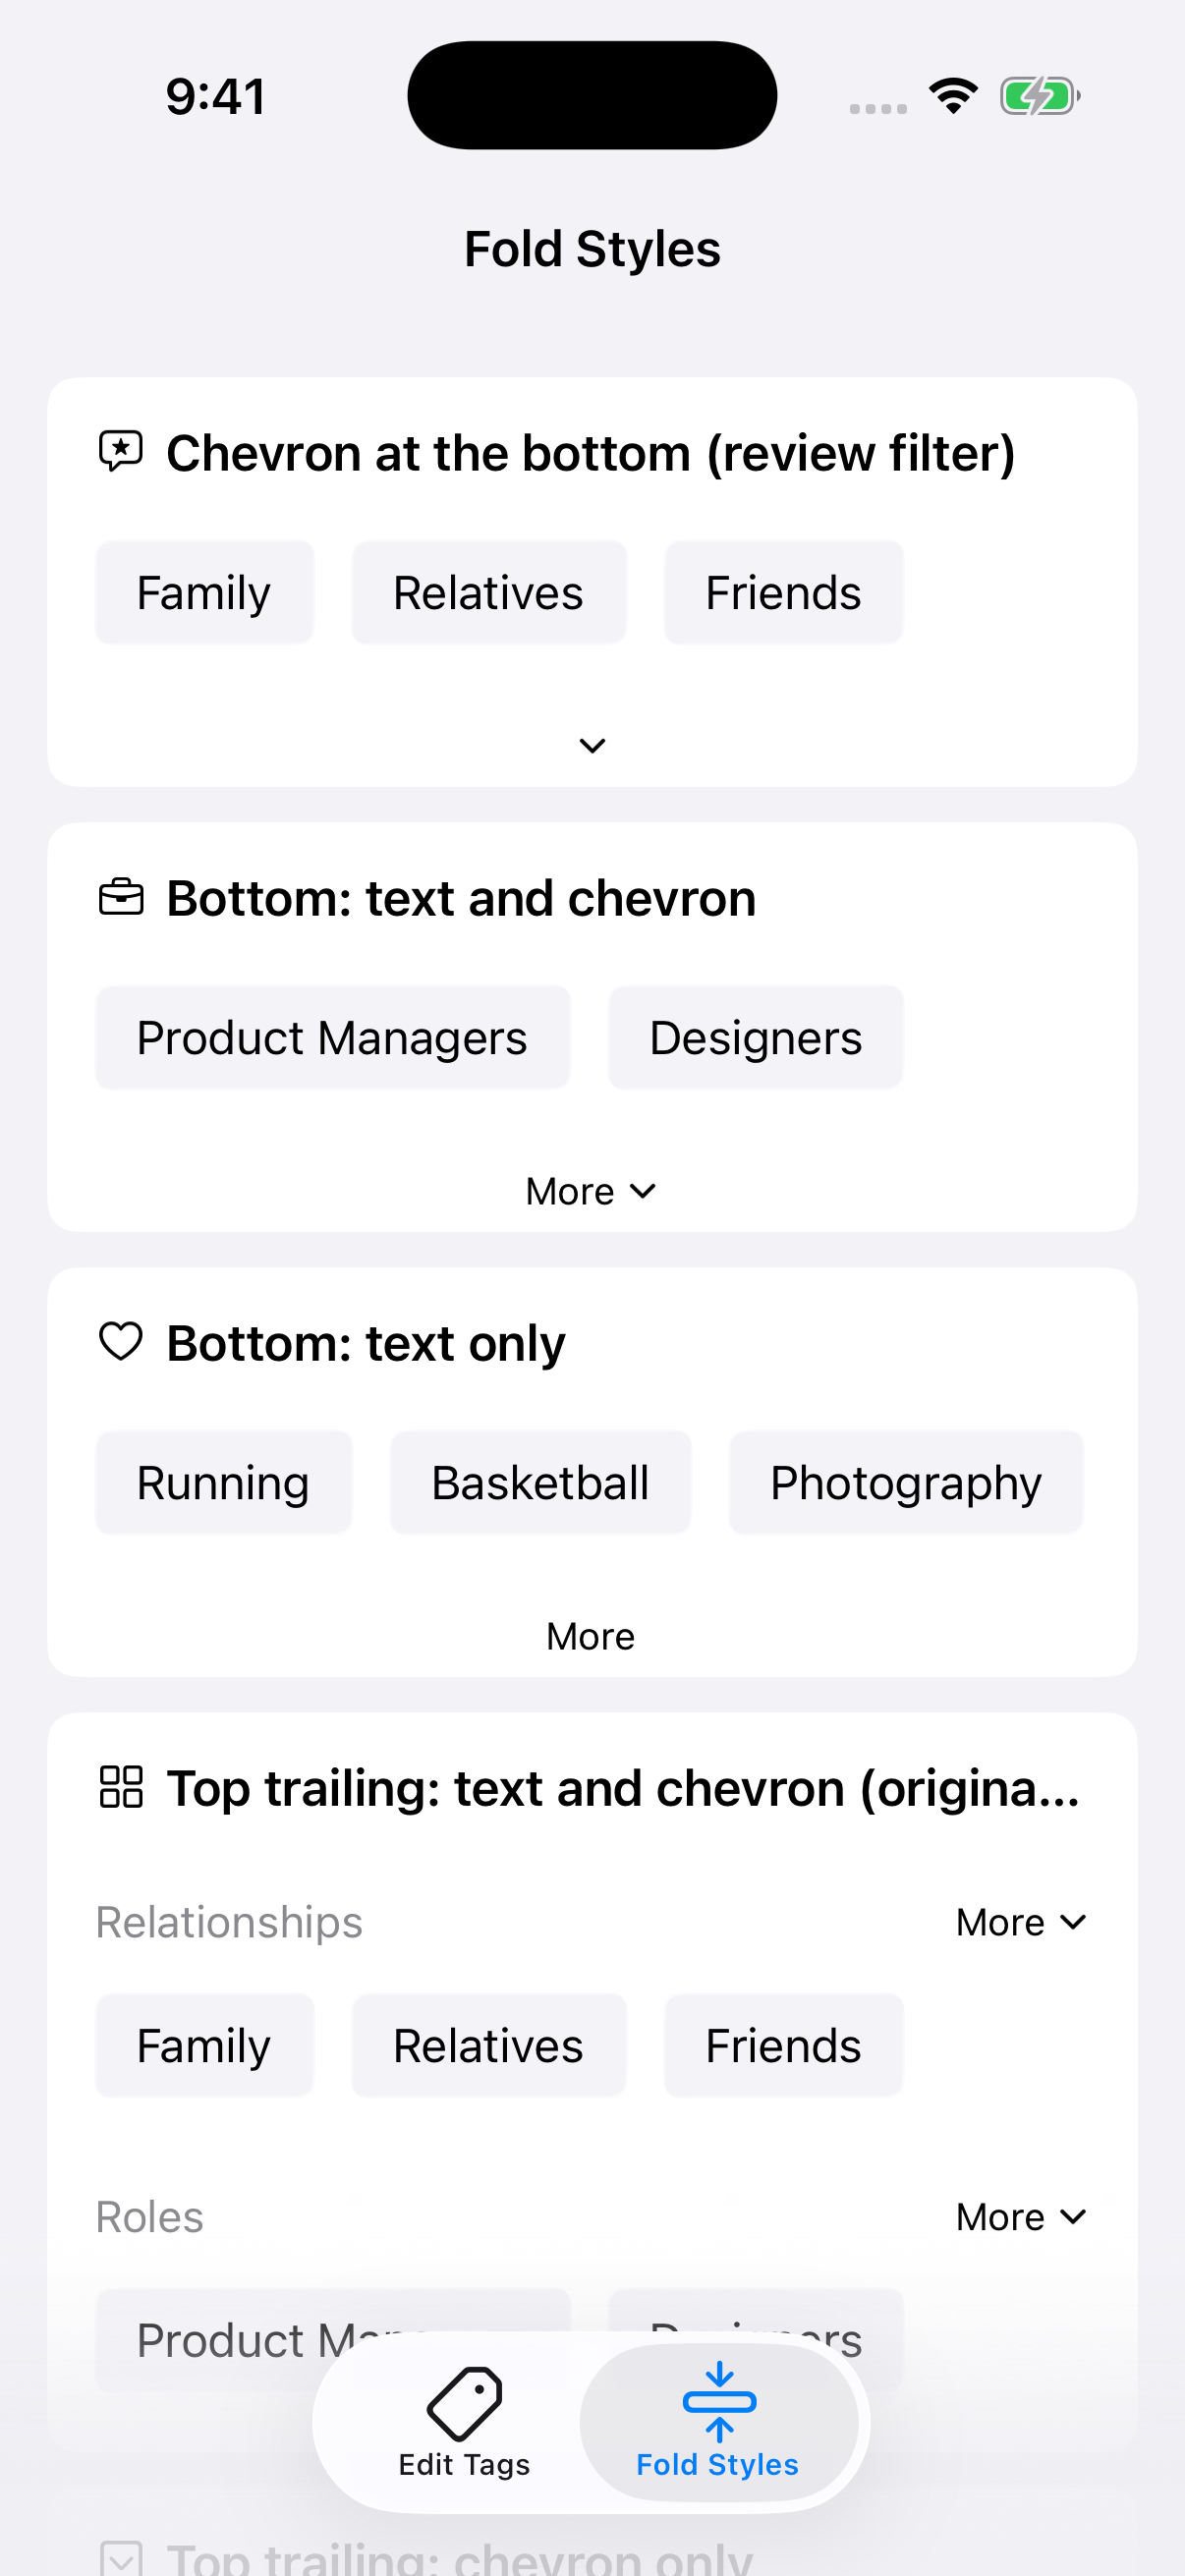 9:41
Fold Styles
Chevron at the bottom (review filter)
Family Relatives Friends
Bottom: text and chevron
Product Managers Designers
More
Bottom: text only
Running Basketball Photography
More
Top trailing: text and chevron (origina...
Relationships More
Family Relatives Friends
Roles More
Product
Edit Tags Fold Styles
Top trailing: chevron only